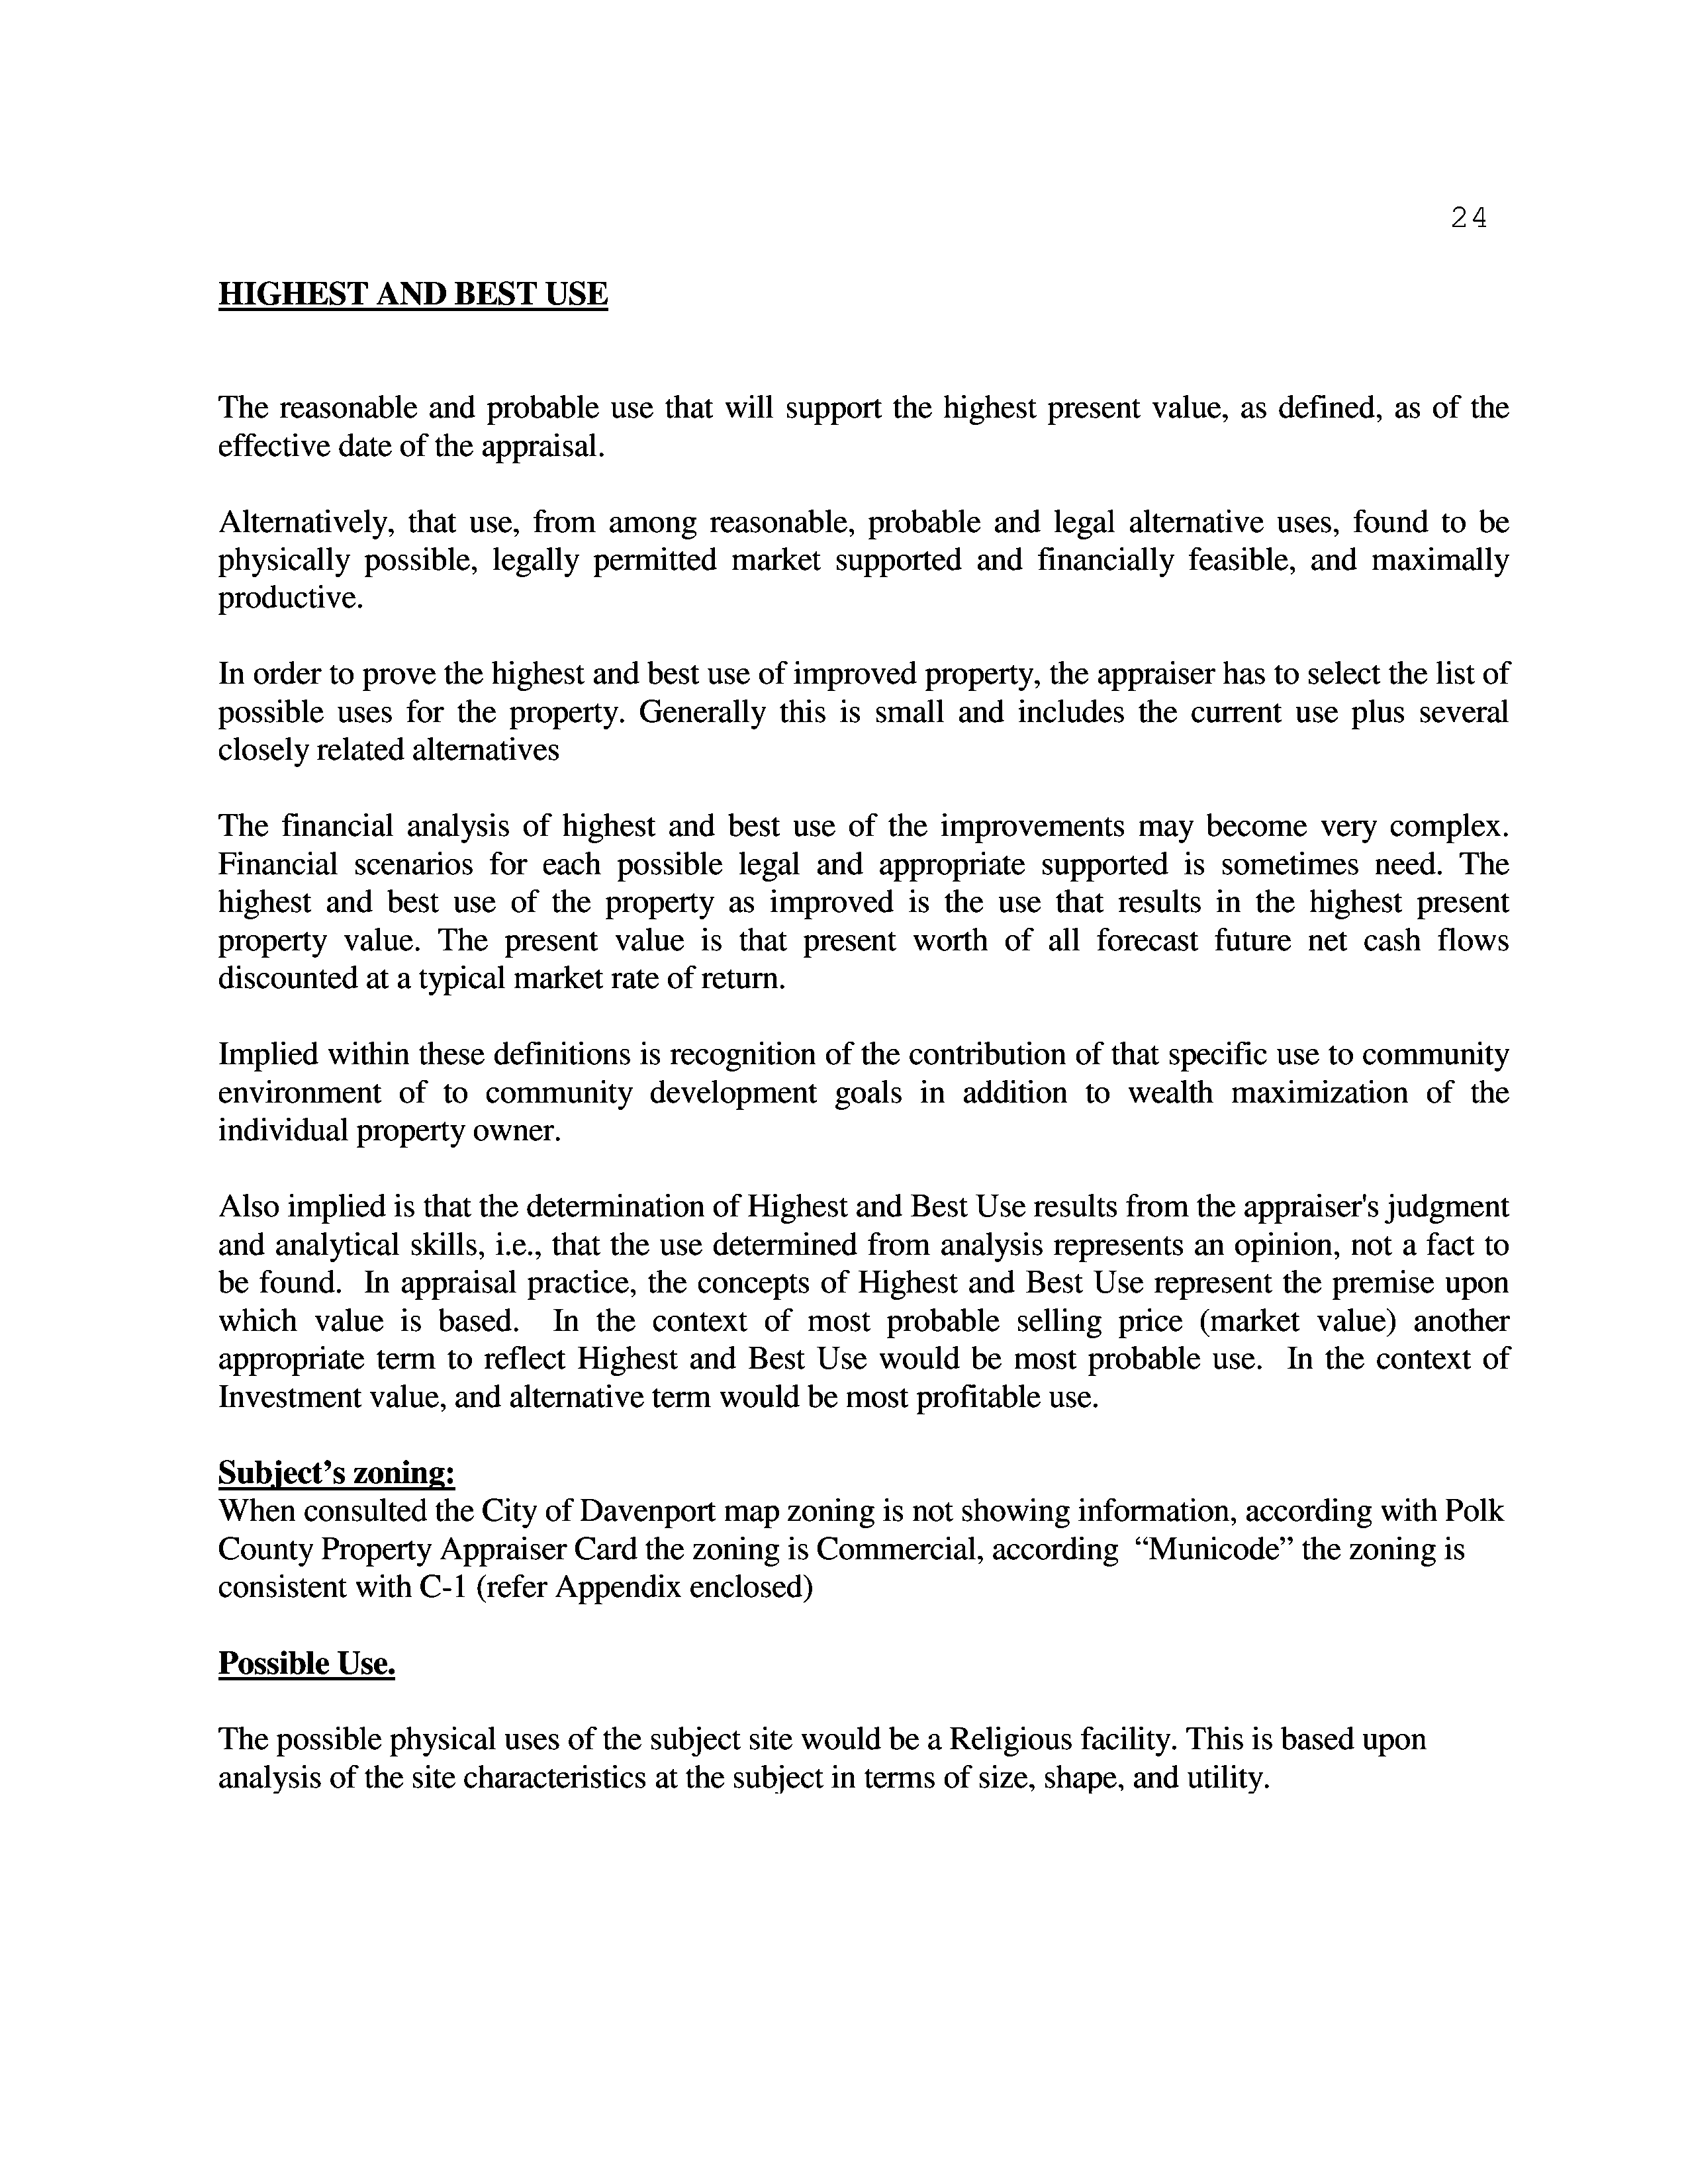 24
HIGHEST AND BEST USE
The reasonable and probable use that will support the highest present value, as defined, as of the
effective date of the appraisal.
Alternatively, that use, from among reasonable, probable and legal alternative uses, found to be
physically possible, legally permitted market supported and financially feasible, and maximally
productive.
In order to prove the highest and best use of improved property, the appraiser has to select the list of
possible uses for the property. Generally this is small and includes the current use plus several
closely related alternatives
The financial analysis of highest and best use of the improvements may become very complex.
Financial scenarios for each possible legal and appropriate supported is sometimes need. The
highest and best use of the property as improved is the use that results in the highest present
property value. The present value is that present worth of all forecast future net cash flows
discounted at a typical market rate of return.
Implied within these definitions is recognition of the contribution of that specific use to community
environment of to community development goals in addition to wealth maximization of the
individual property owner.
Also implied is that the determination of Highest and Best Use results from the appraiser's judgment
and analytical skills, i.e., that the use determined from analysis represents an opinion, not a fact to
be found.  In appraisal practice, the concepts of Highest and Best Use represent the premise upon
which value is based.  In the context of most probable selling price (market value) another
appropriate term to reflect Highest and Best Use would be most probable use.  In the context of
Investment value, and alternative term would be most profitable use.
Subject’s zoning:
When consulted the City of Davenport map zoning is not showing information, according with Polk
County Property Appraiser Card the zoning is Commercial, according  “Municode” the zoning is
consistent with C-1 (refer Appendix enclosed)
Possible Use.
The possible physical uses of the subject site would be a Religious facility. This is based upon
analysis of the site characteristics at the subject in terms of size, shape, and utility.